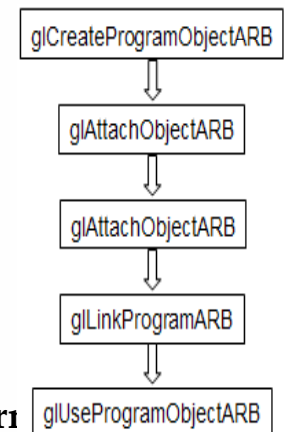 glCreateProgramObjectARB
glAttachObjectARB
glAttachObjectARB
glLinkProgramARB
glUseProgramObjectARB